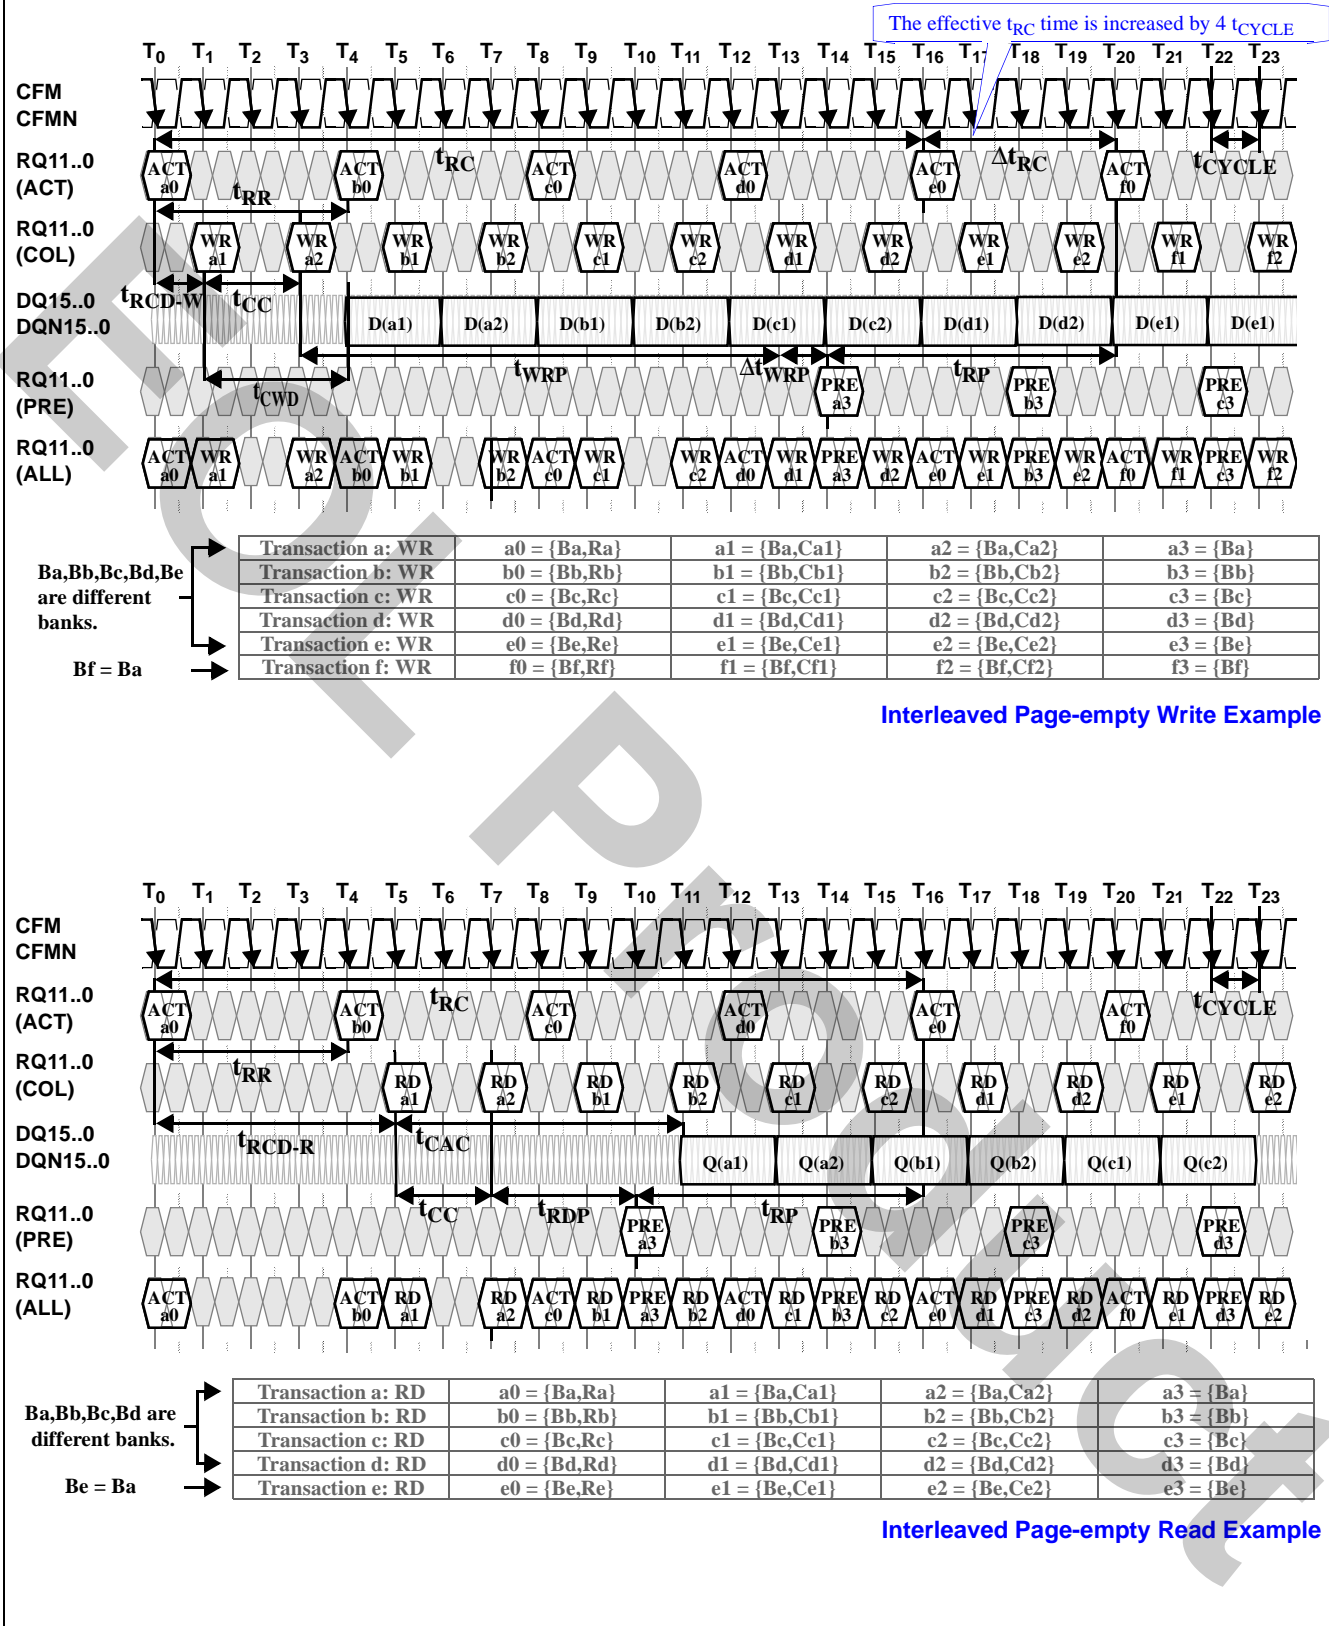 The effective tRC time is increased by 4 tCYCLE
T0 T1 T2 T3 T4 T5 T6 T7 T8 T9 T10 T11 T12 T13 T14 T15 T16 T17 T18 T19 T20 T21 T22 T23
CFM
CFMN
RQ11..0
(ACT)
ACT a0 ACT b0 ACT c0 ACT d0 ACT e0 ACT f0
tRC ΔtRC tCYCLE
tRR
RQ11..0
(COL)
WR a1 WR a2 WR b1 WR b2 WR c1 WR c2 WR d1 WR d2 WR e1 WR e2 WR f1 WR f2
tRCD-W tCC
DQ15..0
DQN15..0
D(a1) D(a2) D(b1) D(b2) D(c1) D(c2) D(d1) D(d2) D(e1) D(e1)
tCWD tWRP ΔtWRP tRP
RQ11..0
(PRE)
PRE a3 PRE b3 PRE c3
RQ11..0
(ALL)
ACT a0 WR a1 WR a2 ACT b0 WR b1 WR b2 ACT c0 WR c1 WR c2 ACT d0 WR d1 PRE a3 WR d2 ACT e0 WR e1 PRE b3 WR e2 ACT f0 WR f1 PRE c3 WR f2
Ba,Bb,Bc,Bd,Be
are different
banks.
Bf = Ba
Transaction a: WR a0 = {Ba,Ra} a1 = {Ba,Ca1} a2 = {Ba,Ca2} a3 = {Ba}
Transaction b: WR b0 = {Bb,Rb} b1 = {Bb,Cb1} b2 = {Bb,Cb2} b3 = {Bb}
Transaction c: WR c0 = {Bc,Rc} c1 = {Bc,Cc1} c2 = {Bc,Cc2} c3 = {Bc}
Transaction d: WR d0 = {Bd,Rd} d1 = {Bd,Cd1} d2 = {Bd,Cd2} d3 = {Bd}
Transaction e: WR e0 = {Be,Re} e1 = {Be,Ce1} e2 = {Be,Ce2} e3 = {Be}
Transaction f: WR f0 = {Bf,Rf} f1 = {Bf,Cf1} f2 = {Bf,Cf2} f3 = {Bf}
Interleaved Page-empty Write Example
T0 T1 T2 T3 T4 T5 T6 T7 T8 T9 T10 T11 T12 T13 T14 T15 T16 T17 T18 T19 T20 T21 T22 T23
CFM
CFMN
RQ11..0
(ACT)
ACT a0 ACT b0 ACT c0 ACT d0 ACT e0 ACT f0
tRC tCYCLE
tRR
RQ11..0
(COL)
RD a1 RD a2 RD b1 RD b2 RD c1 RD c2 RD d1 RD d2 RD e1 RD e2
tRCD-R tCAC
DQ15..0
DQN15..0
Q(a1) Q(a2) Q(b1) Q(b2) Q(c1) Q(c2)
tCC tRDP tRP
RQ11..0
(PRE)
PRE a3 PRE b3 PRE c3 PRE d3
RQ11..0
(ALL)
ACT a0 ACT b0 RD a1 RD a2 ACT c0 RD b1 PRE a3 RD b2 ACT d0 RD c1 PRE b3 RD c2 ACT e0 RD d1 PRE c3 RD d2 ACT f0 RD e1 PRE d3 RD e2
Ba,Bb,Bc,Bd are
different banks.
Be = Ba
Transaction a: RD a0 = {Ba,Ra} a1 = {Ba,Ca1} a2 = {Ba,Ca2} a3 = {Ba}
Transaction b: RD b0 = {Bb,Rb} b1 = {Bb,Cb1} b2 = {Bb,Cb2} b3 = {Bb}
Transaction c: RD c0 = {Bc,Rc} c1 = {Bc,Cc1} c2 = {Bc,Cc2} c3 = {Bc}
Transaction d: RD d0 = {Bd,Rd} d1 = {Bd,Cd1} d2 = {Bd,Cd2} d3 = {Bd}
Transaction e: RD e0 = {Be,Re} e1 = {Be,Ce1} e2 = {Be,Ce2} e3 = {Be}
Interleaved Page-empty Read Example
EOL Product